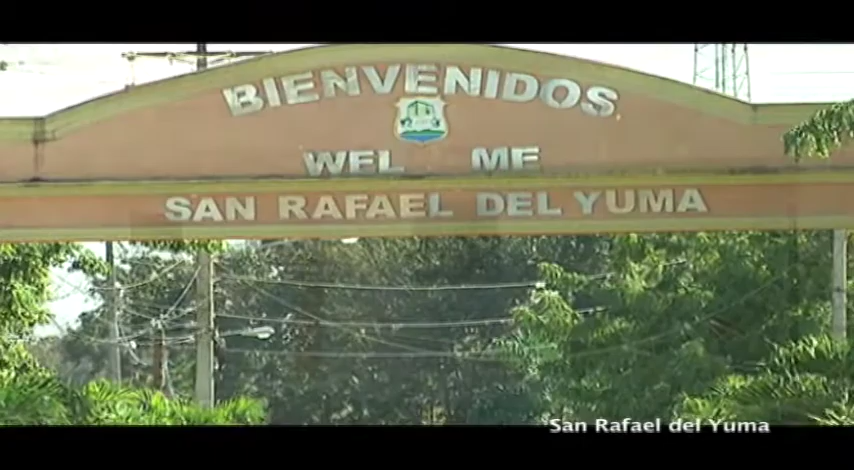 BIENVENIDOS
WEL ME
SAN RAFAEL DEL YUMA
San Rafael del Yuma